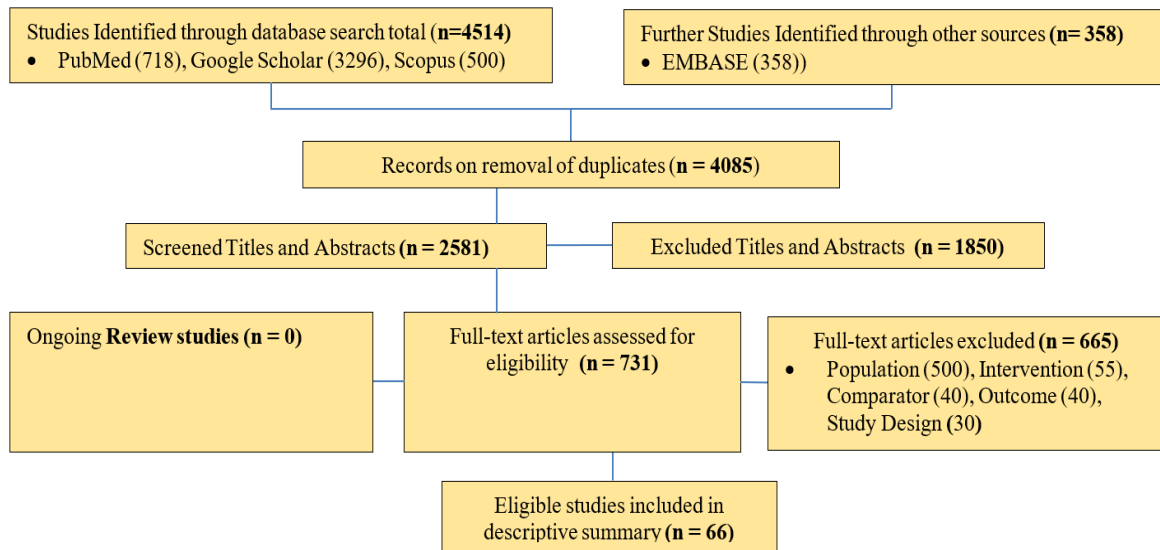 Studies Identified through database search total (n=4514)
• PubMed (718), Google Scholar (3296), Scopus (500)
Further Studies Identified through other sources (n= 358)
• EMBASE (358))
Records on removal of duplicates (n = 4085)
Screened Titles and Abstracts (n = 2581)
Excluded Titles and Abstracts (n = 1850)
Ongoing Review studies (n = 0)
Full-text articles assessed for
eligibility (n = 731)
Full-text articles excluded (n = 665)
• Population (500), Intervention (55),
Comparator (40), Outcome (40),
Study Design (30)
Eligible studies included in
descriptive summary (n = 66)